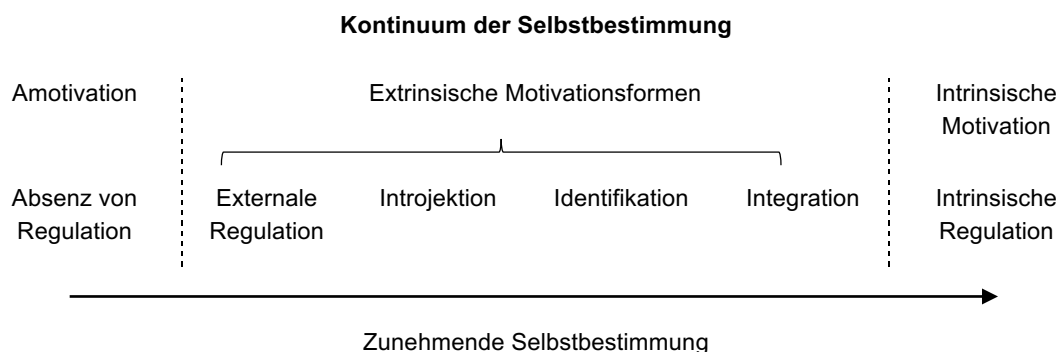 Kontinuum der Selbstbestimmung
Amotivation
Extrinsische Motivationsformen
Intrinsische
Motivation
Absenz von
Regulation
Externale
Regulation
Introjektion
Identifikation
Integration
Intrinsische
Regulation
Zunehmende Selbstbestimmung